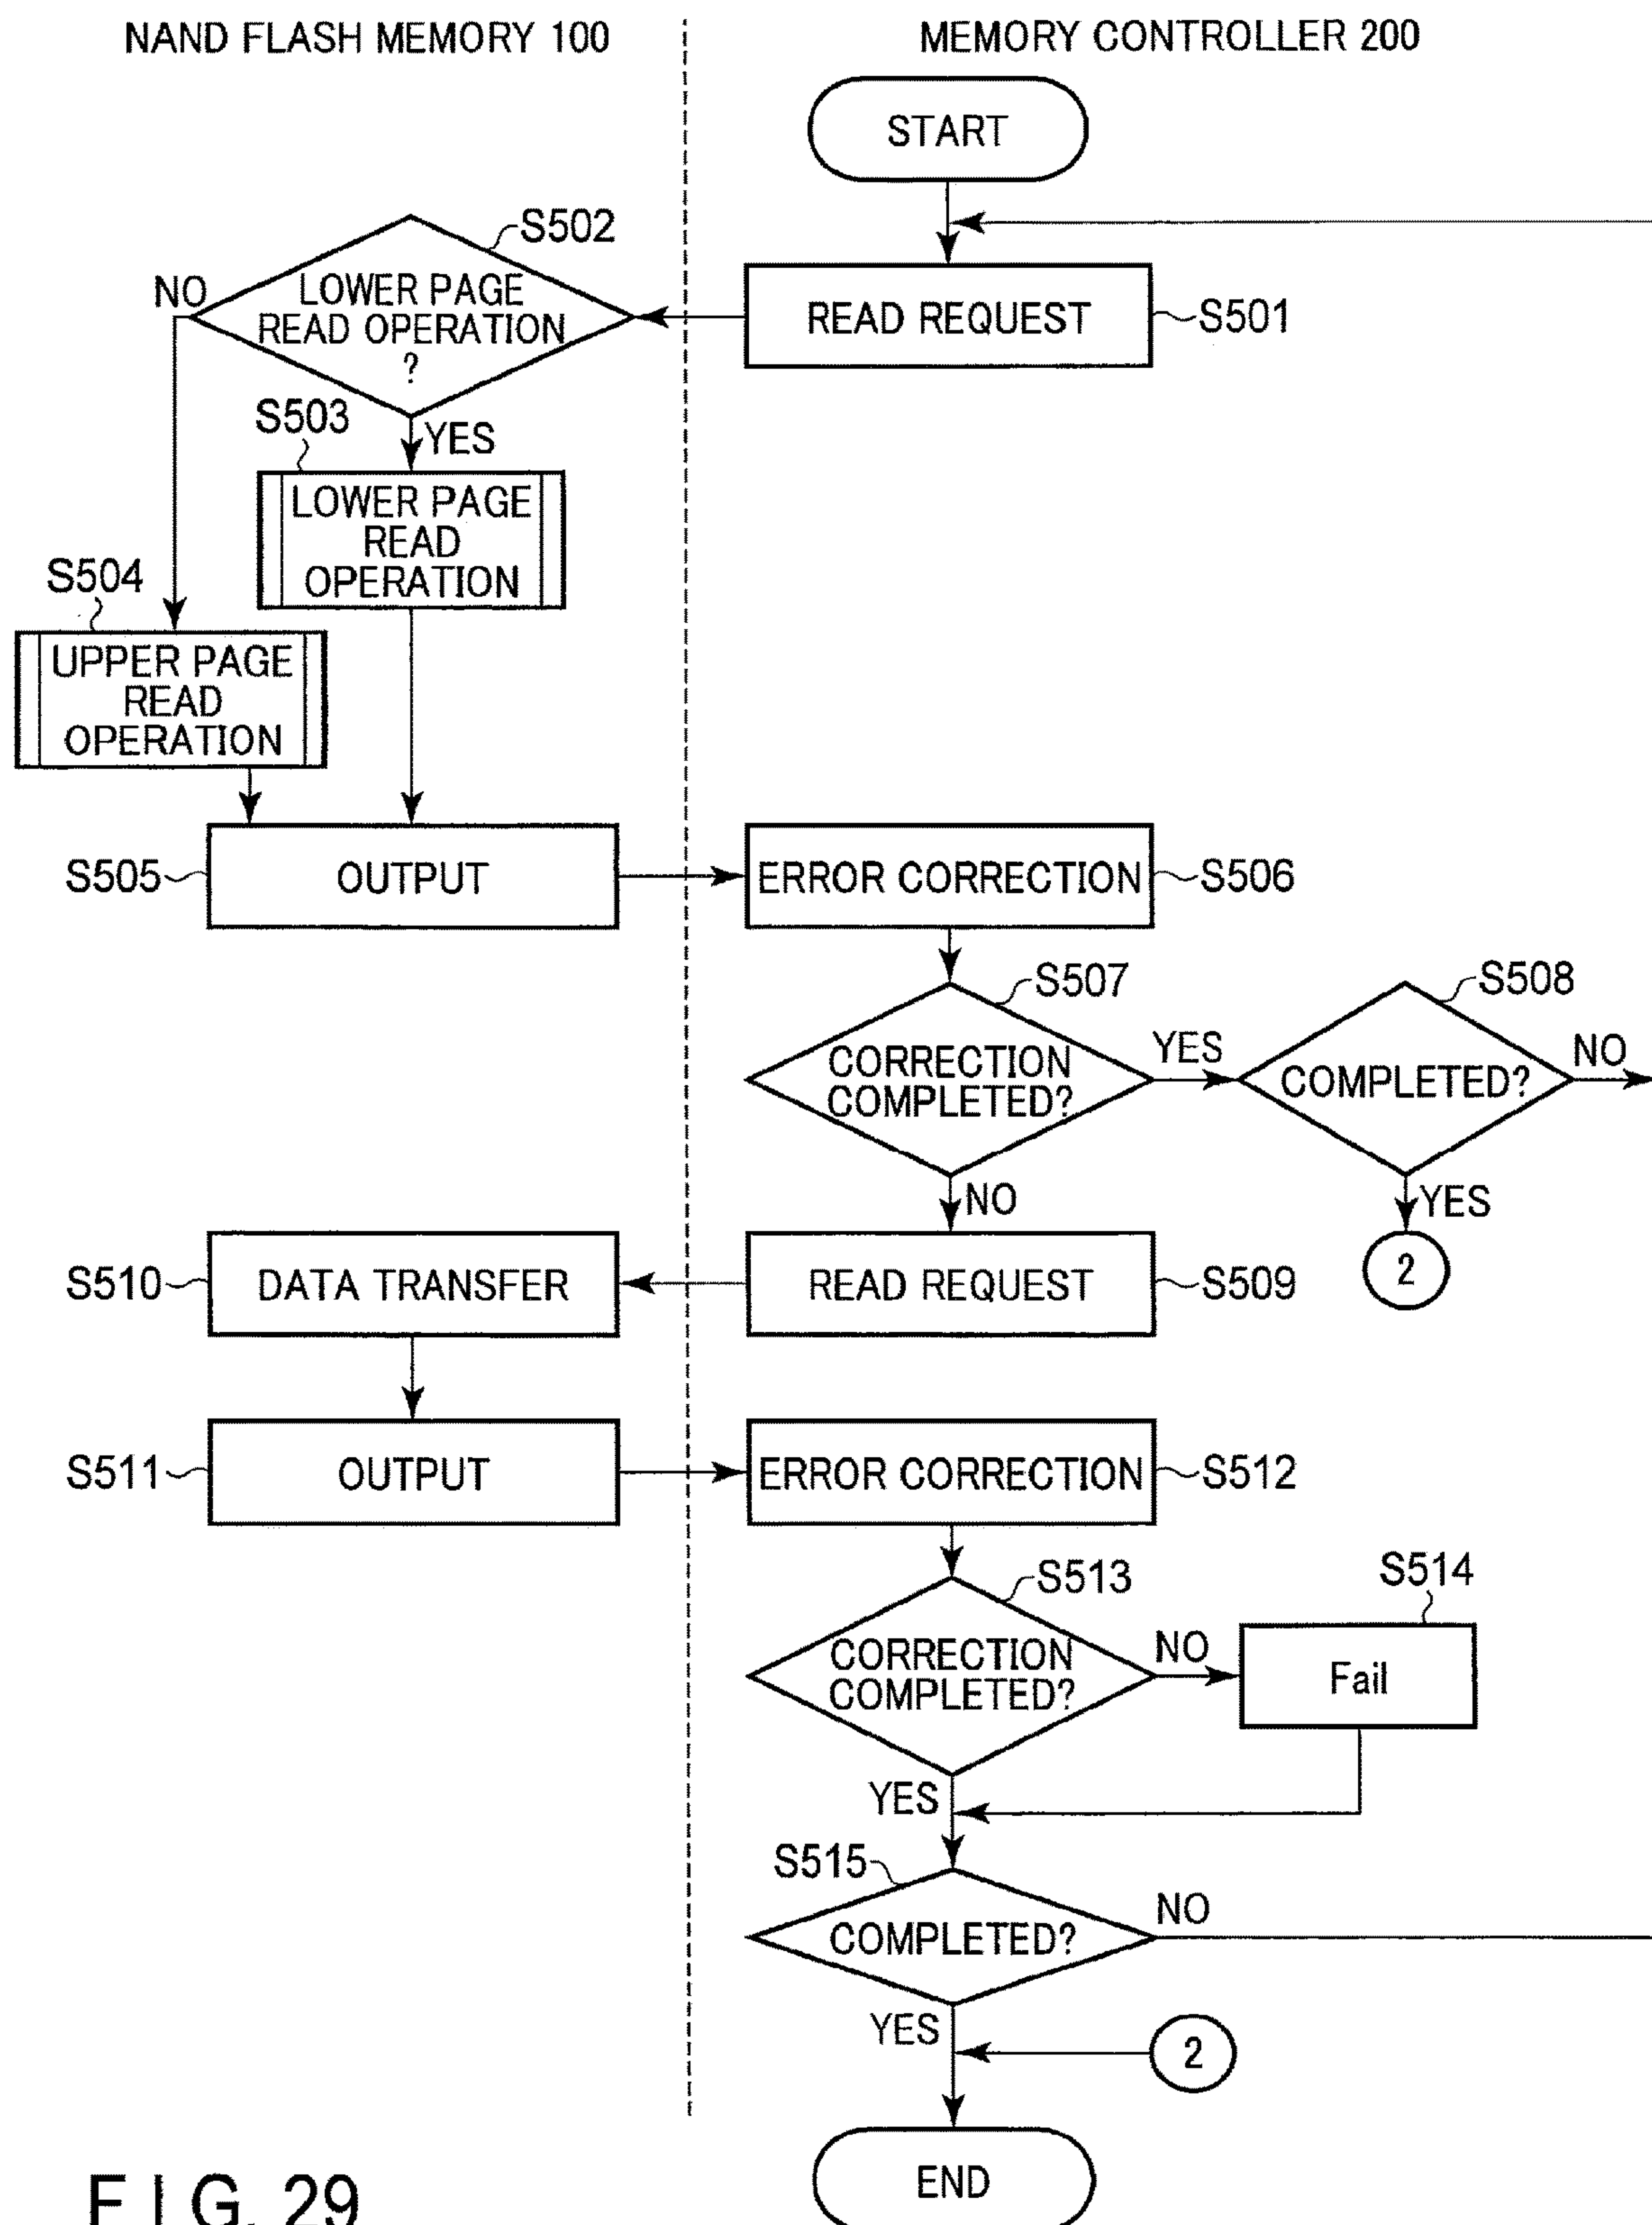 NAND FLASH MEMORY 100
MEMORY CONTROLLER 200
START
S502
NO
LOWER PAGE
READ OPERATION
?
READ REQUEST
S501
S503
YES
LOWER PAGE
READ
OPERATION
S504
UPPER PAGE
READ
OPERATION
S505
OUTPUT
ERROR CORRECTION
S506
S507
CORRECTION
COMPLETED?
YES
S508
COMPLETED?
NO
NO
YES
2
S510
DATA TRANSFER
READ REQUEST
S509
S511
OUTPUT
ERROR CORRECTION
S512
S513
CORRECTION
COMPLETED?
NO
S514
Fail
YES
S515
COMPLETED?
NO
YES
2
END
FIG. 29